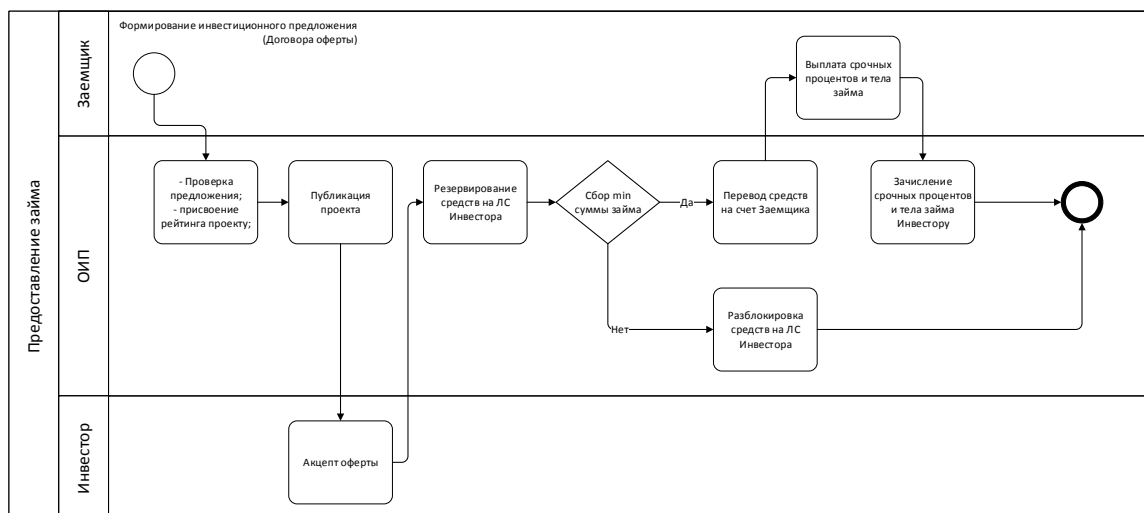 Предоставление займа
Заемщик
Формирование инвестиционного предложения
(Договора оферты)
Выплата срочных
процентов и тела
займа
ОИП
- Проверка
предложения;
- присвоение
рейтинга проекту;
Публикация
проекта
Резервирование
средств на ЛС
Инвестора
Сбор min
суммы займа
Да
Перевод средств
на счет Заемщика
Зачисление
срочных процентов
и тела займа
Инвестору
Нет
Разблокировка
средств на ЛС
Инвестора
Инвестор
Акцепт оферты